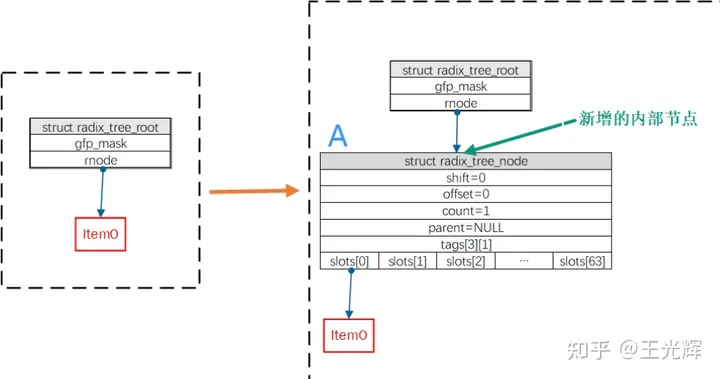 struct radix_tree_root
gfp_mask
rnode
Item0
struct radix_tree_root
gfp_mask
rnode
新增的内部节点
A
struct radix_tree_node
shift=0
offset=0
count=1
parent=NULL
tags[3][1]
slots[0] slots[1] slots[2] ... slots[63]
Item0
知乎 @王光辉